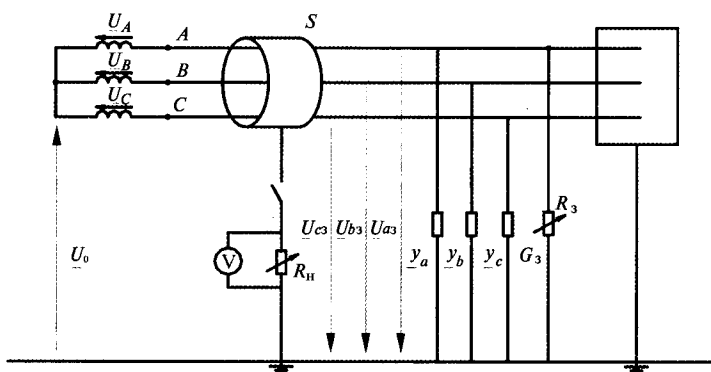 U_A A S
U_B B
U_C C
U_0
V R_н
U_cз U_bз U_aз
y_a y_b y_c G_з R_з